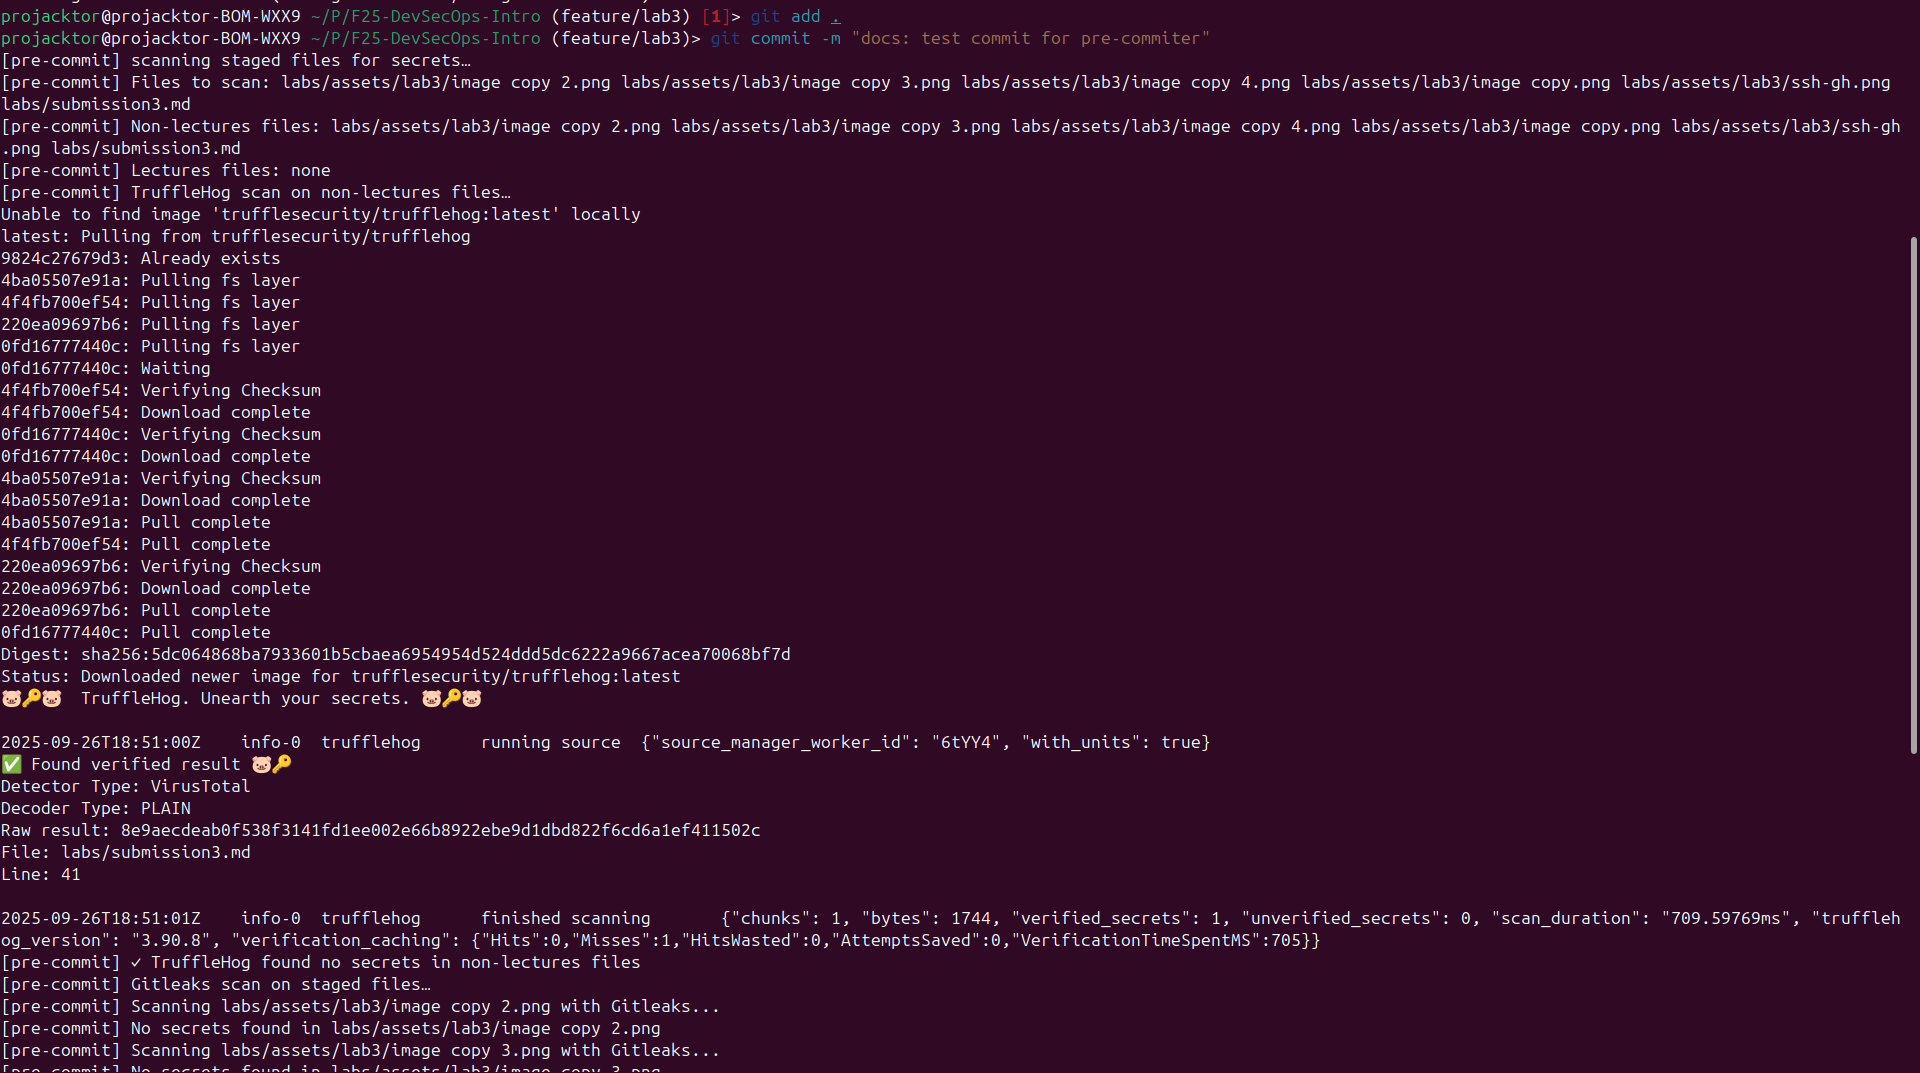 projacktor@projacktor-BOM-WXX9 ~/P/F25-DevSecOps-Intro (feature/lab3) [1]> git add .
projacktor@projacktor-BOM-WXX9 ~/P/F25-DevSecOps-Intro (feature/lab3)> git commit -m "docs: test commit for pre-commiter"
[pre-commit] scanning staged files for secrets…
[pre-commit] Files to scan: labs/assets/lab3/image copy 2.png labs/assets/lab3/image copy 3.png labs/assets/lab3/image copy 4.png labs/assets/lab3/image copy.png labs/assets/lab3/ssh-gh.png
labs/submission3.md
[pre-commit] Non-lectures files: labs/assets/lab3/image copy 2.png labs/assets/lab3/image copy 3.png labs/assets/lab3/image copy 4.png labs/assets/lab3/image copy.png labs/assets/lab3/ssh-gh
.png labs/submission3.md
[pre-commit] Lectures files: none
[pre-commit] TruffleHog scan on non-lectures files…
Unable to find image 'trufflesecurity/trufflehog:latest' locally
latest: Pulling from trufflesecurity/trufflehog
9824c27679d3: Already exists
4ba05507e91a: Pulling fs layer
4f4fb700ef54: Pulling fs layer
220ea09697b6: Pulling fs layer
0fd16777440c: Pulling fs layer
0fd16777440c: Waiting
4f4fb700ef54: Verifying Checksum
4f4fb700ef54: Download complete
0fd16777440c: Verifying Checksum
0fd16777440c: Download complete
4ba05507e91a: Verifying Checksum
4ba05507e91a: Download complete
4ba05507e91a: Pull complete
4f4fb700ef54: Pull complete
220ea09697b6: Verifying Checksum
220ea09697b6: Download complete
220ea09697b6: Pull complete
0fd16777440c: Pull complete
Digest: sha256:5dc064868ba7933601b5cbaea6954954d524ddd5dc6222a9667acea70068bf7d
Status: Downloaded newer image for trufflesecurity/trufflehog:latest
🐷🔑🐷  TruffleHog. Unearth your secrets. 🐷🔑🐷
2025-09-26T18:51:00Z    info-0  trufflehog      running source  {"source_manager_worker_id": "6tYY4", "with_units": true}
✅ Found verified result 🐷🔑
Detector Type: VirusTotal
Decoder Type: PLAIN
Raw result: 8e9aecdeab0f538f3141fd1ee002e66b8922ebe9d1dbd822f6cd6a1ef411502c
File: labs/submission3.md
Line: 41
2025-09-26T18:51:01Z    info-0  trufflehog      finished scanning       {"chunks": 1, "bytes": 1744, "verified_secrets": 1, "unverified_secrets": 0, "scan_duration": "709.59769ms", "truffleh
og_version": "3.90.8", "verification_caching": {"Hits":0,"Misses":1,"HitsWasted":0,"AttemptsSaved":0,"VerificationTimeSpentMS":705}}
[pre-commit] ✓ TruffleHog found no secrets in non-lectures files
[pre-commit] Gitleaks scan on staged files…
[pre-commit] Scanning labs/assets/lab3/image copy 2.png with Gitleaks...
[pre-commit] No secrets found in labs/assets/lab3/image copy 2.png
[pre-commit] Scanning labs/assets/lab3/image copy 3.png with Gitleaks...
[pre-commit] No secrets found in labs/assets/lab3/image copy 3.png